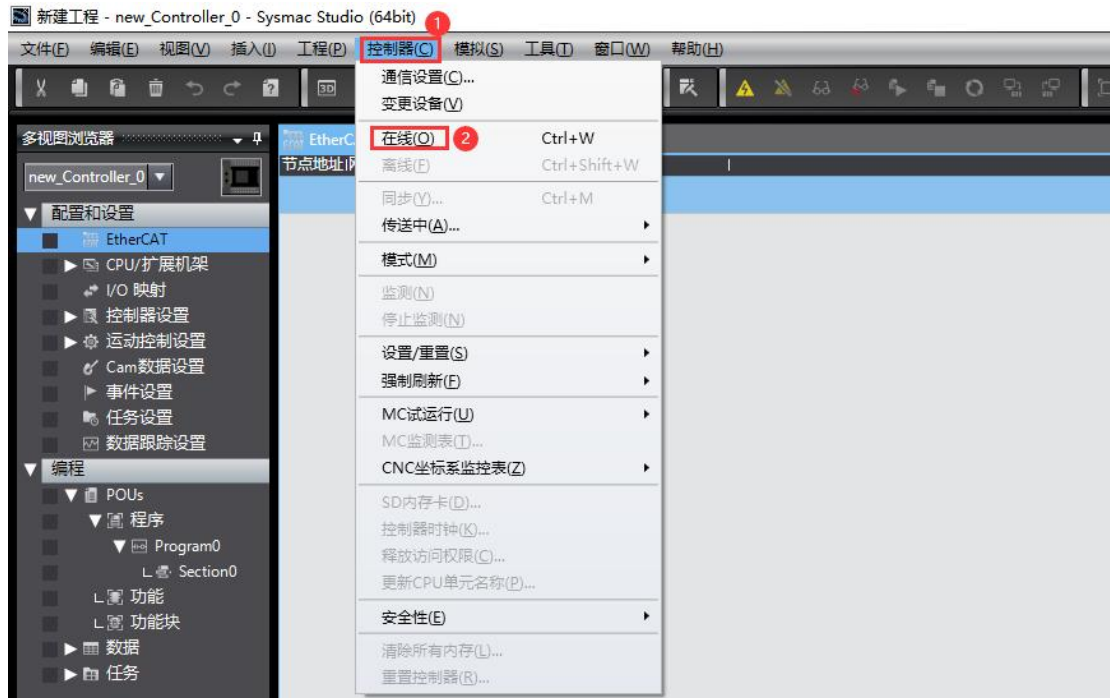 新建工程 - new_Controller_0 - Sysmac Studio (64bit)
1
文件(F) 编辑(E) 视图(V) 插入(I) 工程(P) 控制器(C) 模拟(S) 工具(T) 窗口(W) 帮助(H)
3D
通信设置(C)...
变更设备(V)
多视图浏览器
在线(O) 2 Ctrl+W
节点地址
离线(F) Ctrl+Shift+W
new_Controller_0
同步(Y)... Ctrl+M
配置和设置
传送中(A)...
EtherCAT
模式(M)
CPU/扩展机架
I/O 映射
监测(N)
控制器设置
停止监测(N)
运动控制设置
设置/重置(S)
Cam数据设置
强制刷新(F)
事件设置
任务设置
MC试运行(U)
数据跟踪设置
MC监测表(T)...
编程
CNC坐标系监控表(Z)
POUs
SD内存卡(D)...
程序
控制器时钟(K)...
Program0
释放访问权限(C)...
Section0
更新CPU单元名称(P)...
功能
功能块
安全性(E)
数据
清除所有内存(L)...
任务
重置控制器(R)...